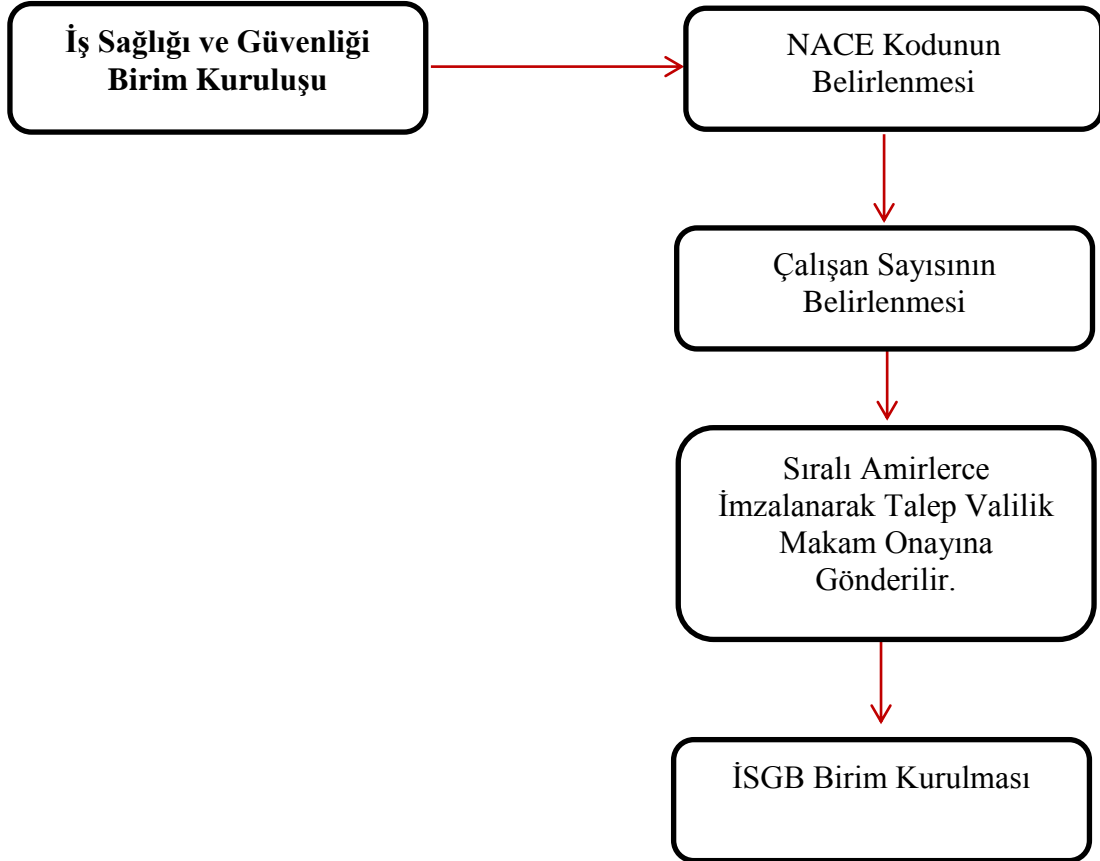 İş Sağlığı ve Güvenliği
Birim Kuruluşu
NACE Kodunun
Belirlenmesi
Çalışan Sayısının
Belirlenmesi
Sıralı Amirlerce
İmzalanarak Talep Valilik
Makam Onayına
Gönderilir.
İSGB Birim Kurulması